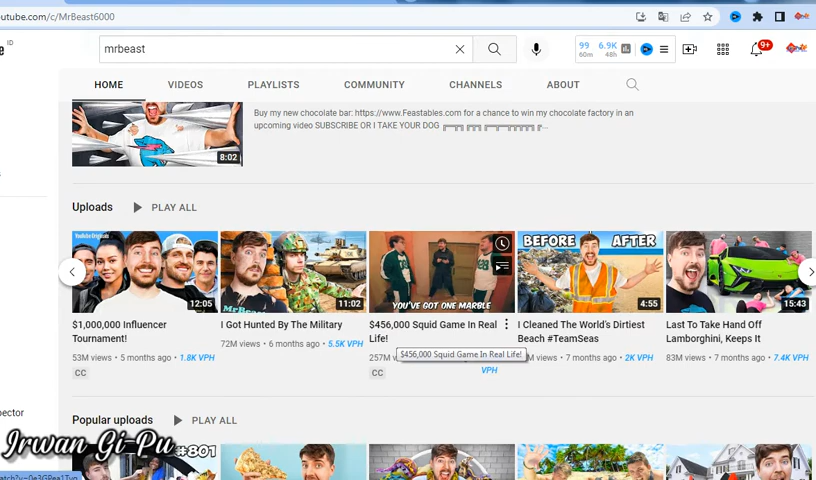 utube.com/c/MrBeast6000
ID
mrbeast
99
60m
6.9K
48h
9+
HOME
VIDEOS
PLAYLISTS
COMMUNITY
CHANNELS
ABOUT
8:02
Buy my new chocolate bar: https://www.Feastables.com for a chance to win my chocolate factory in an
upcoming video SUBSCRIBE OR I TAKE YOUR DOG
Uploads
PLAY ALL
YouTube Originals
12:05
11:02
YOU'VE GOT ONE MARBLE
BEFORE AFTER
4:55
15:43
$1,000,000 Influencer
Tournament!
53M views • 5 months ago • 1.8K VPH
CC
I Got Hunted By The Military
72M views • 6 months ago • 5.5K VPH
$456,000 Squid Game In Real
Life!
$456,000 Squid Game In Real Life!
257M
VPH
CC
I Cleaned The World's Dirtiest
Beach #TeamSeas
views • 7 months ago • 2K VPH
Last To Take Hand Off
Lamborghini, Keeps It
83M views • 7 months ago • 7.4K VPH
Popular uploads
PLAY ALL
pector
Jrwan Gi-Pu
#801